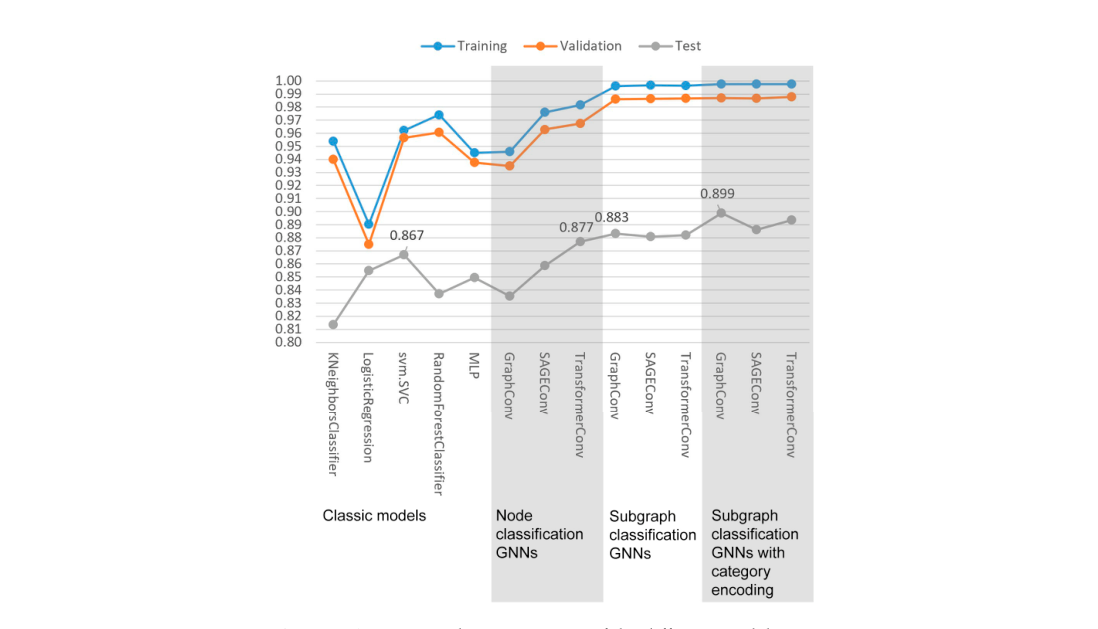 Training Validation Test
1.00
0.99
0.98
0.97
0.96
0.95
0.94
0.93
0.92
0.91
0.90
0.89
0.88
0.87
0.86
0.85
0.84
0.83
0.82
0.81
0.80
0.867
0.877
0.883
0.899
KNeighborsClassifier
LogisticRegression
svm.SVC
RandomForestClassifier
MLP
GraphConv
SAGEConv
TransformerConv
GraphConv
SAGEConv
TransformerConv
GraphConv
SAGEConv
TransformerConv
Classic models
Node
classification
GNNs
Subgraph
classification
GNNs
Subgraph
classification
GNNs with
category
encoding